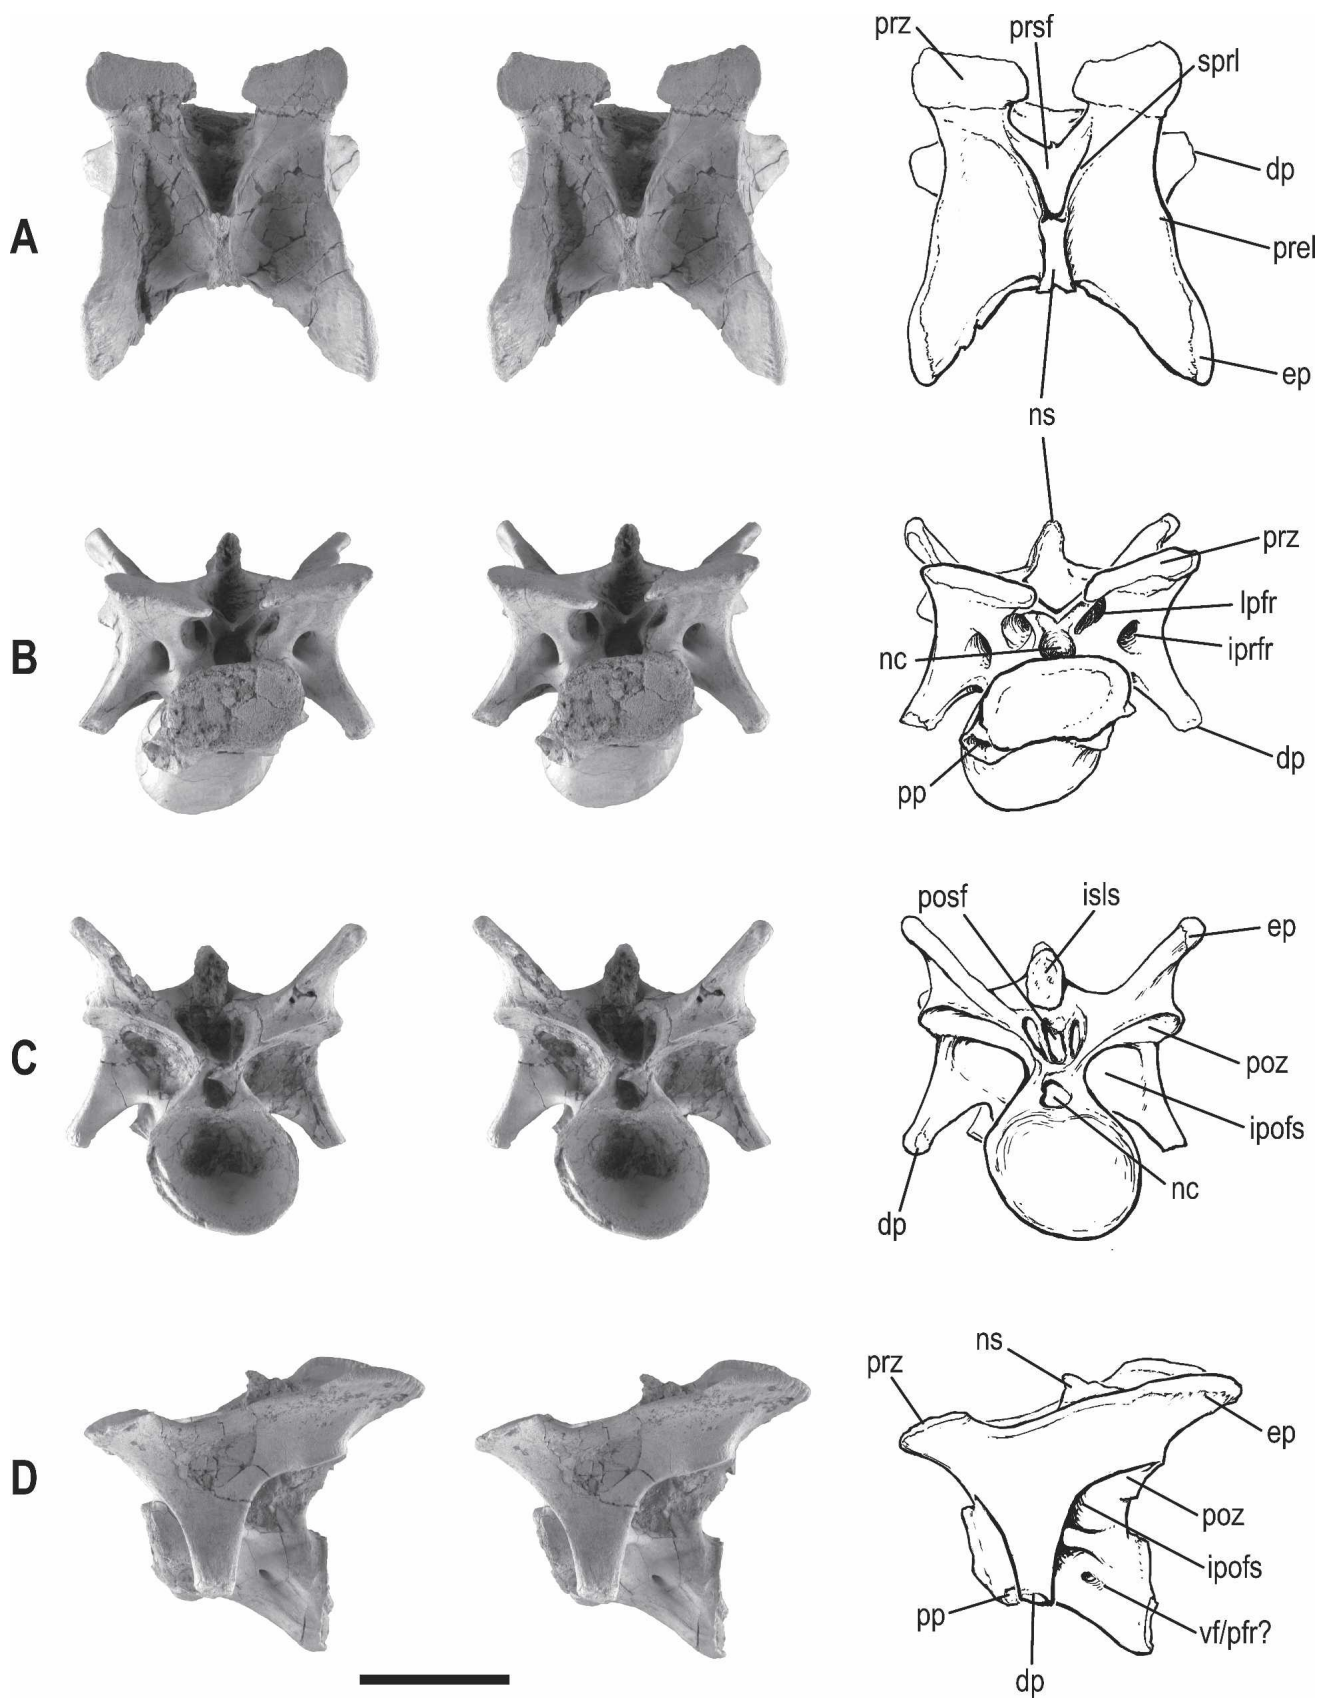 prz
prsf
sprl
dp
prel
ep
ns
A
prz
lpfr
iprfr
nc
dp
pp
B
posf
isls
ep
poz
ipofs
nc
dp
C
ns
prz
ep
poz
ipofs
pp
vf/pfr?
dp
D